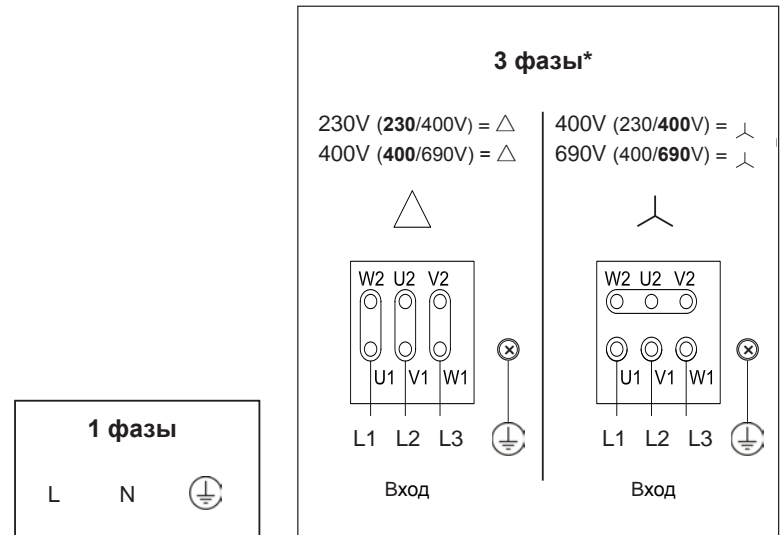 3 фазы*
230V (230/400V) = △
400V (400/690V) = △
400V (230/400V) =
690V (400/690V) =
W2 U2 V2
U1 V1 W1
L1 L2 L3
Вход
W2 U2 V2
U1 V1 W1
L1 L2 L3
Вход
1 фазы
L N